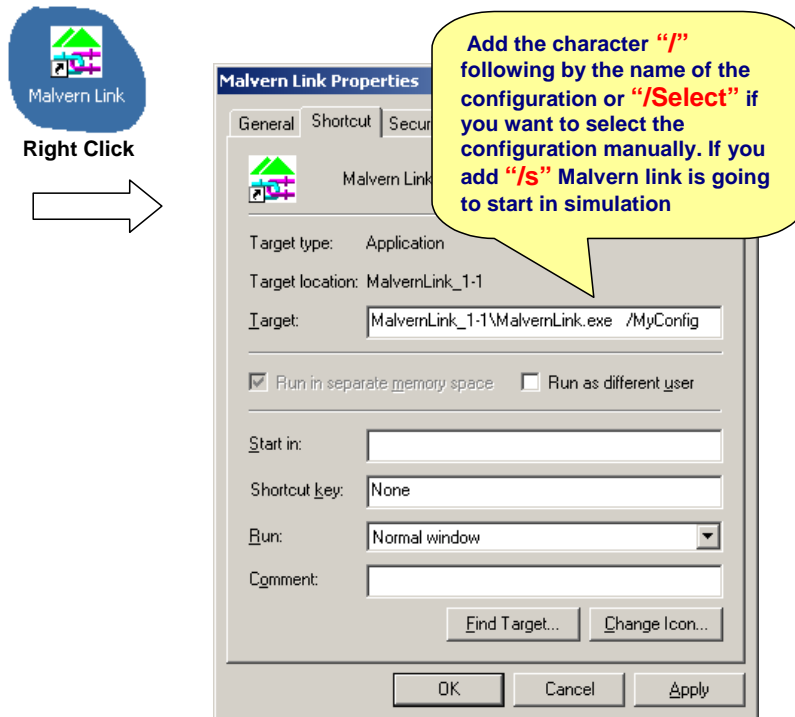 Malvern Link
Right Click
Add the character “/”
following by the name of the
configuration or “/Select” if
you want to select the
configuration manually. If you
add “/s” Malvern link is going
to start in simulation
Malvern Link Properties
General Shortcut Secur
Malvern Link
Target type: Application
Target location: MalvernLink_1-1
Target: MalvernLink_1-1\MalvernLink.exe /MyConfig
Run in separate memory space Run as different user
Start in:
Shortcut key: None
Run: Normal window
Comment:
Find Target... Change Icon...
OK Cancel Apply